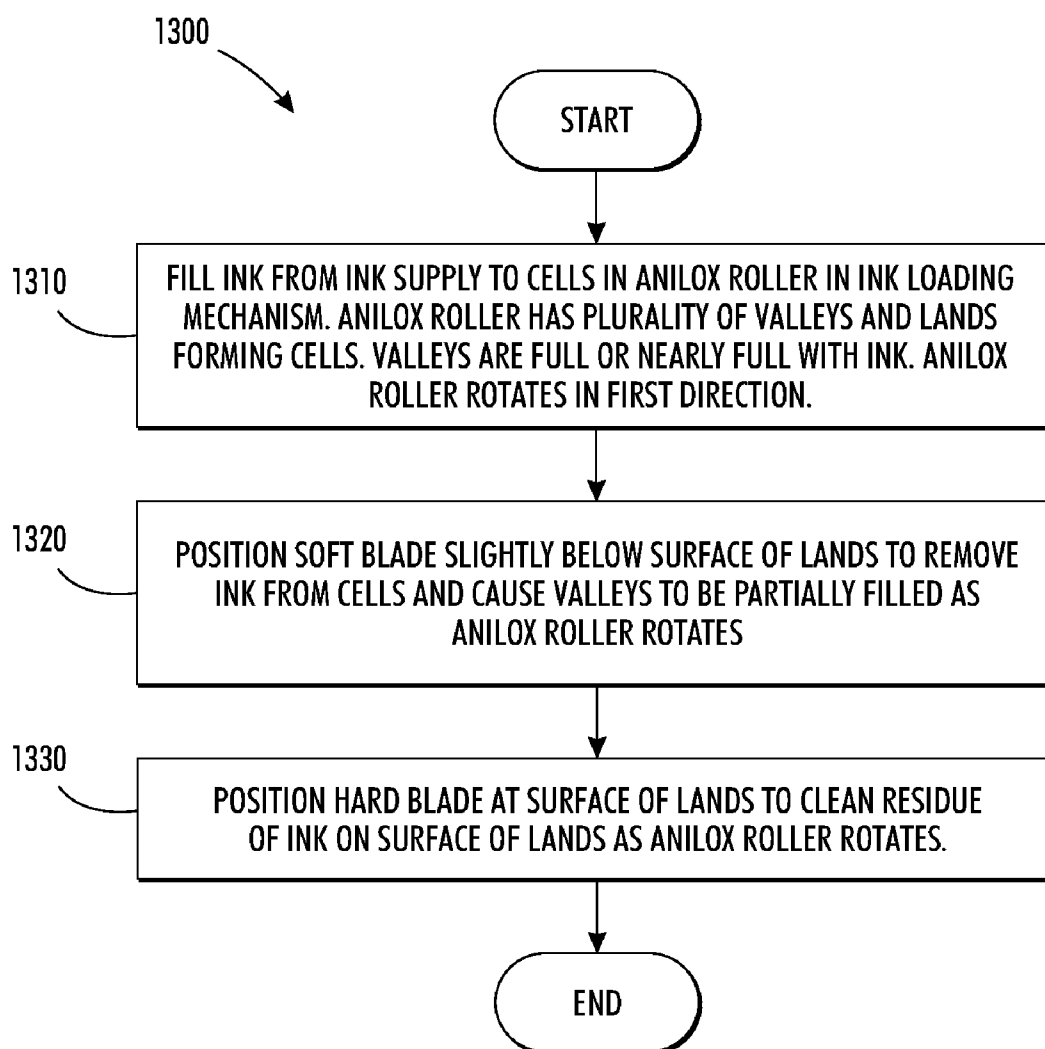 1300
START
1310
FILL INK FROM INK SUPPLY TO CELLS IN ANILOX ROLLER IN INK LOADING
MECHANISM. ANILOX ROLLER HAS PLURALITY OF VALLEYS AND LANDS
FORMING CELLS. VALLEYS ARE FULL OR NEARLY FULL WITH INK. ANILOX
ROLLER ROTATES IN FIRST DIRECTION.
1320
POSITION SOFT BLADE SLIGHTLY BELOW SURFACE OF LANDS TO REMOVE
INK FROM CELLS AND CAUSE VALLEYS TO BE PARTIALLY FILLED AS
ANILOX ROLLER ROTATES
1330
POSITION HARD BLADE AT SURFACE OF LANDS TO CLEAN RESIDUE
OF INK ON SURFACE OF LANDS AS ANILOX ROLLER ROTATES.
END